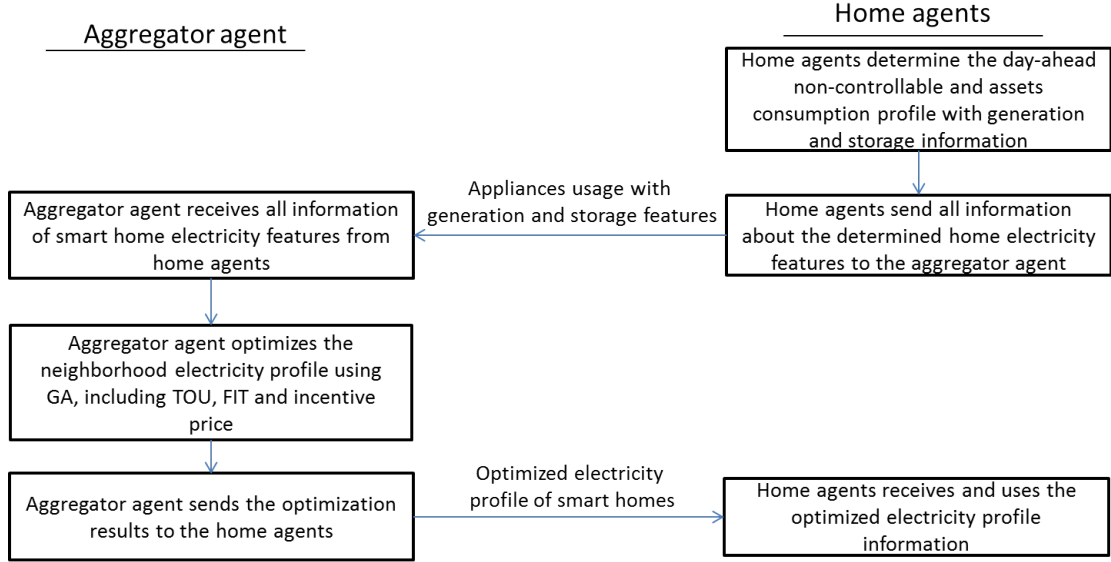 Aggregator agent
Home agents
Home agents determine the day-ahead
non-controllable and assets
consumption profile with generation
and storage information
Appliances usage with
generation and storage features
Aggregator agent receives all information
of smart home electricity features from
home agents
Home agents send all information
about the determined home electricity
features to the aggregator agent
Aggregator agent optimizes the
neighborhood electricity profile using
GA, including TOU, FIT and incentive
price
Aggregator agent sends the optimization
results to the home agents
Optimized electricity
profile of smart homes
Home agents receives and uses the
optimized electricity profile
information